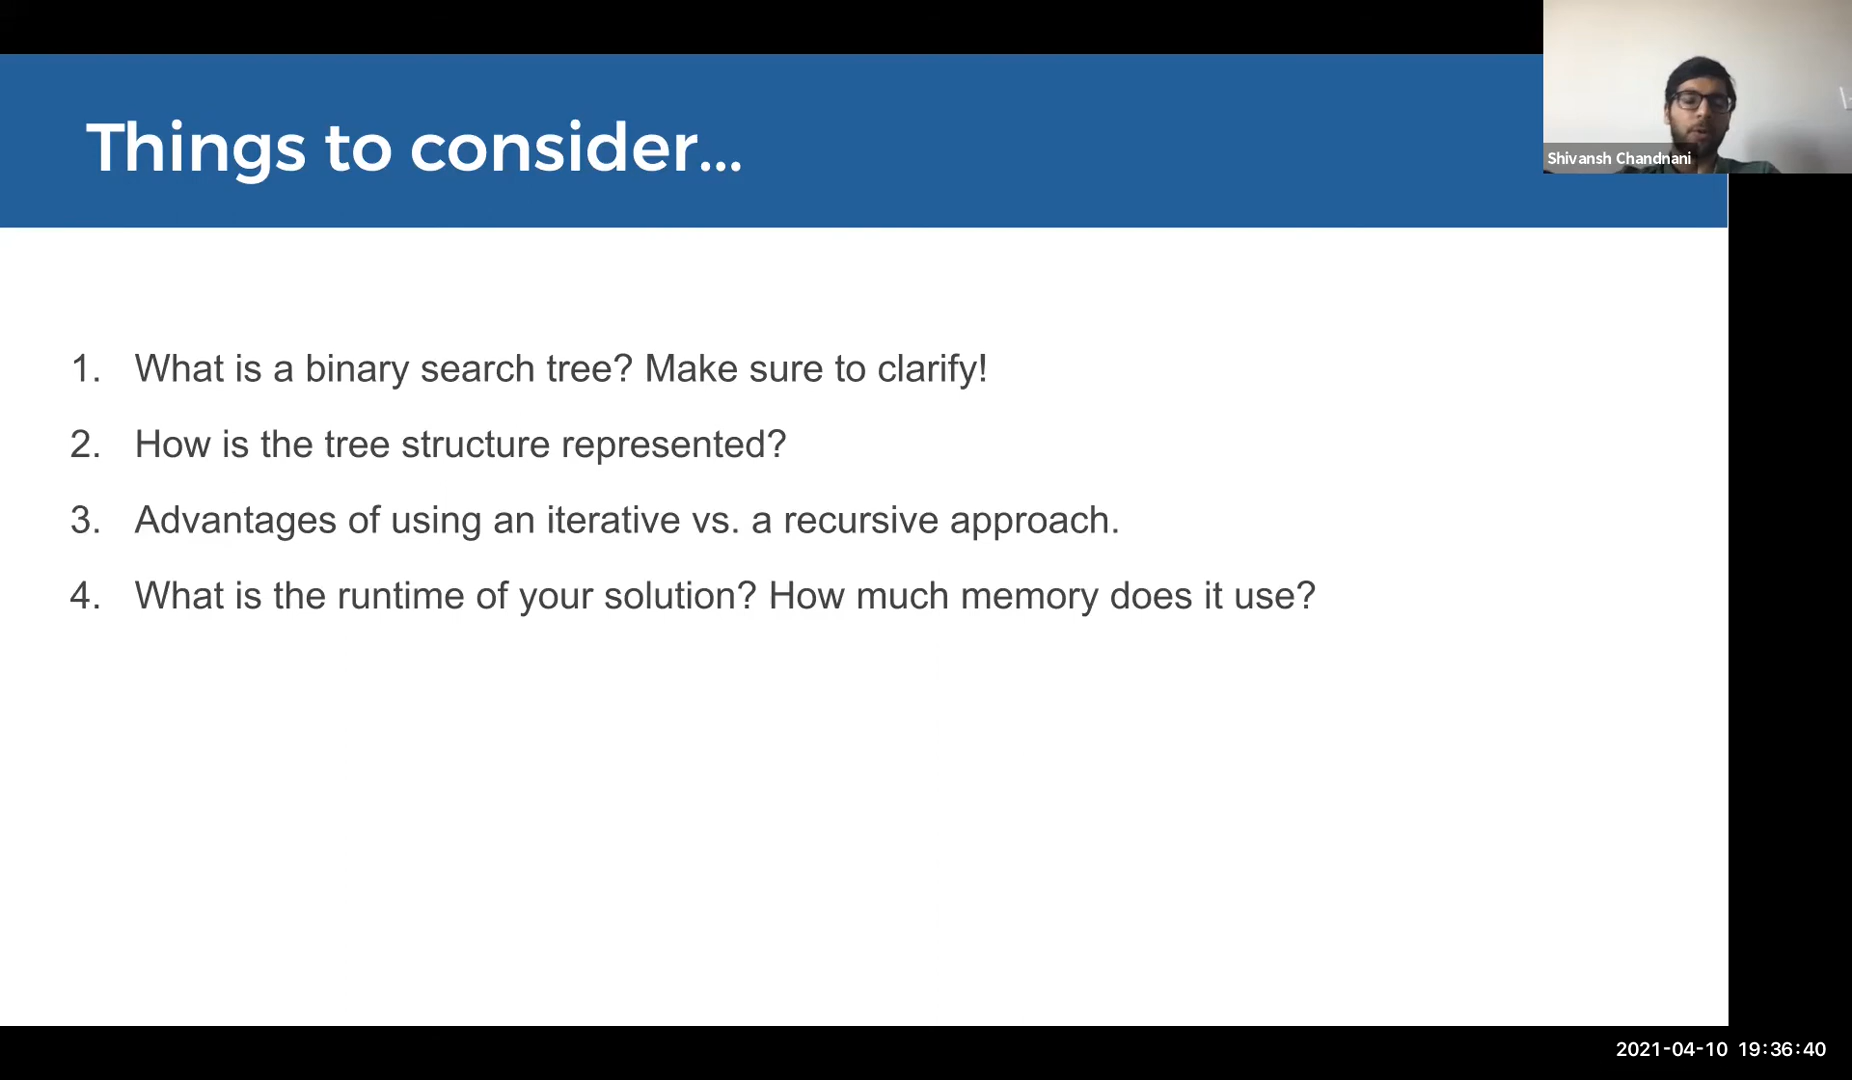 Things to consider...
Shivansh Chandnani
1. What is a binary search tree? Make sure to clarify!
2. How is the tree structure represented?
3. Advantages of using an iterative vs. a recursive approach.
4. What is the runtime of your solution? How much memory does it use?
2021-04-10 19:36:40